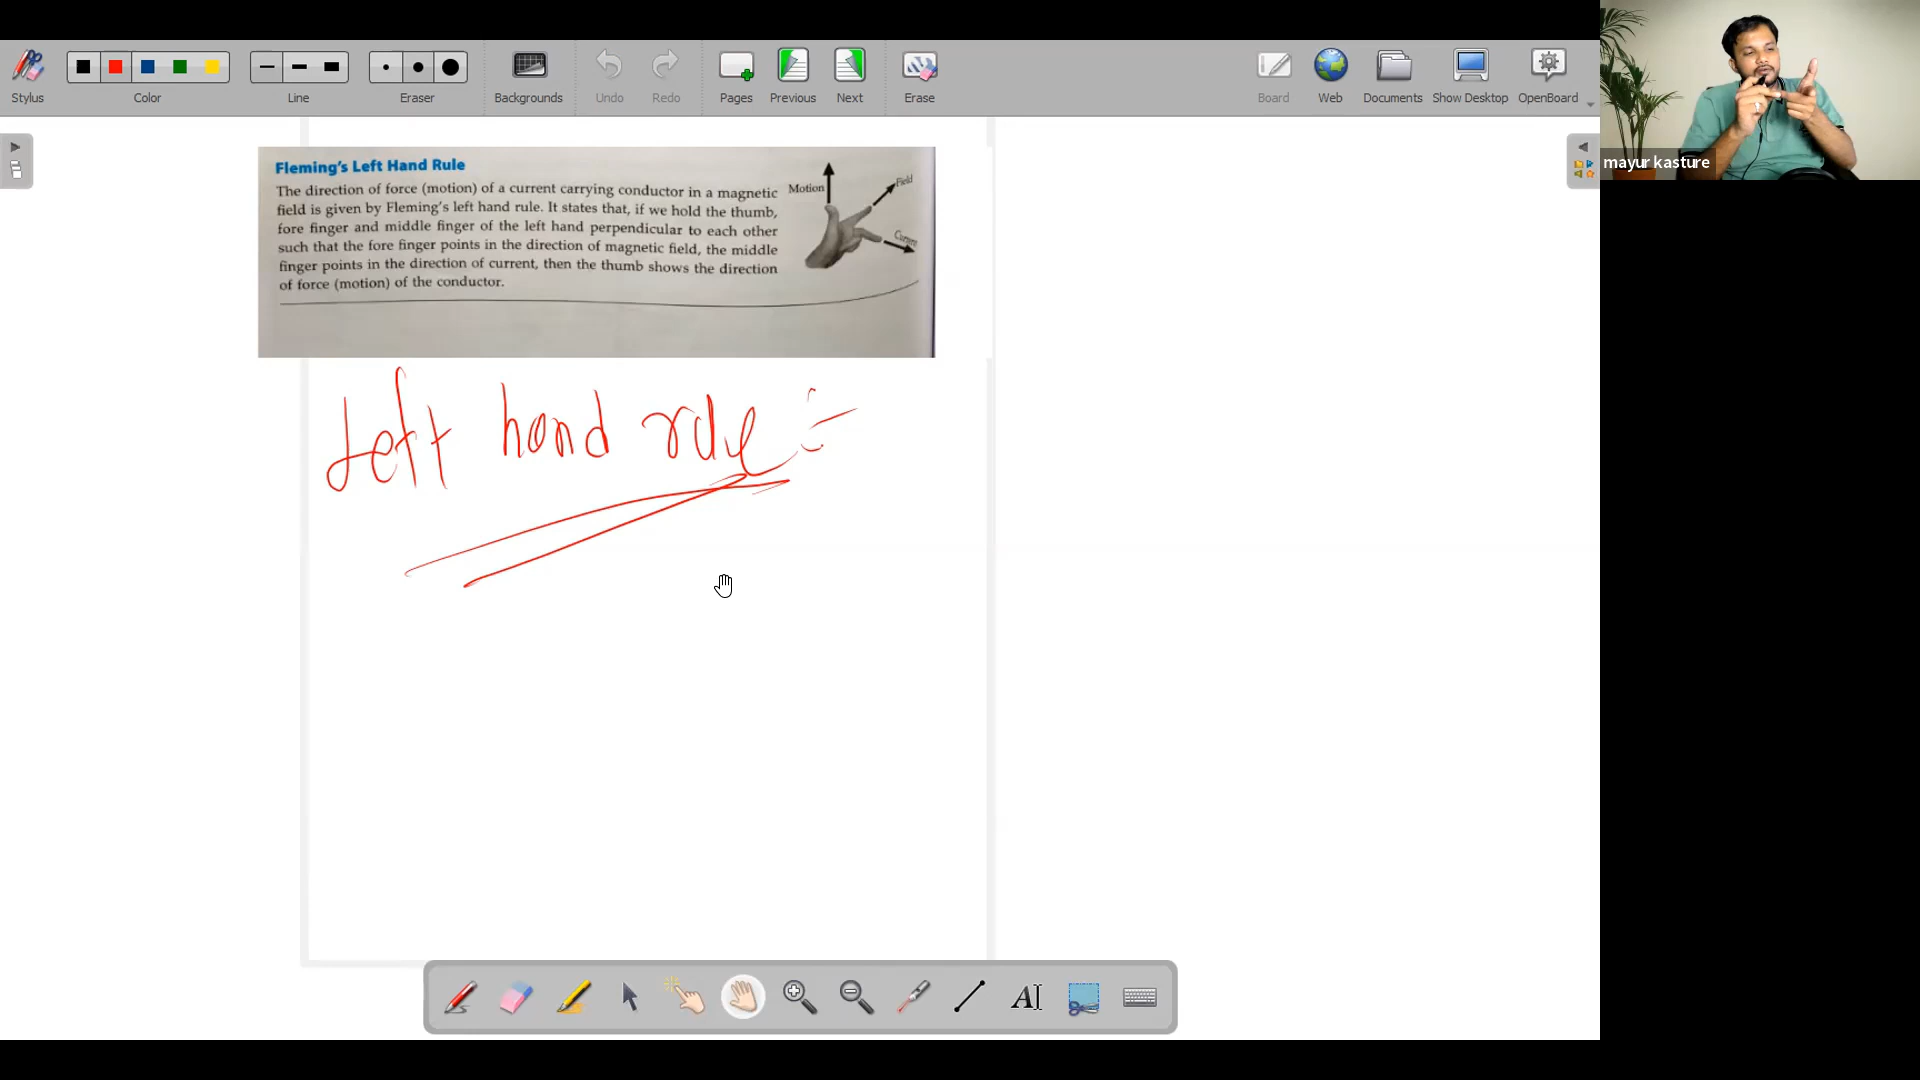 Stylus
Color
Line
Eraser
Backgrounds
Undo
Redo
Pages
Previous
Next
Erase
Board
Web
Documents
Show Desktop
OpenBoard
mayur kasture
Fleming's Left Hand Rule
The direction of force (motion) of a current carrying conductor in a magnetic
field is given by Fleming's left hand rule. It states that, if we hold the thumb,
fore finger and middle finger of the left hand perpendicular to each other
such that the fore finger points in the direction of magnetic field, the middle
finger points in the direction of current, then the thumb shows the direction
of force (motion) of the conductor.
Motion
Field
Current
Left hand rule :-
AI